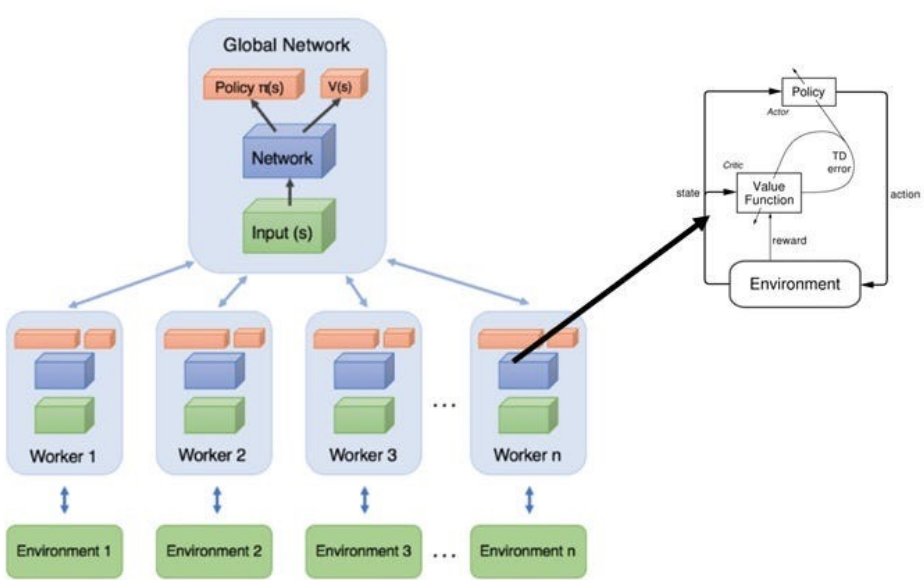 Global Network
Policy π(s)
V(s)
Network
Input (s)
Worker 1
Worker 2
Worker 3
...
Worker n
Environment 1
Environment 2
Environment 3
...
Environment n
Policy
Actor
TD
error
Critic
Value
Function
state
action
reward
Environment